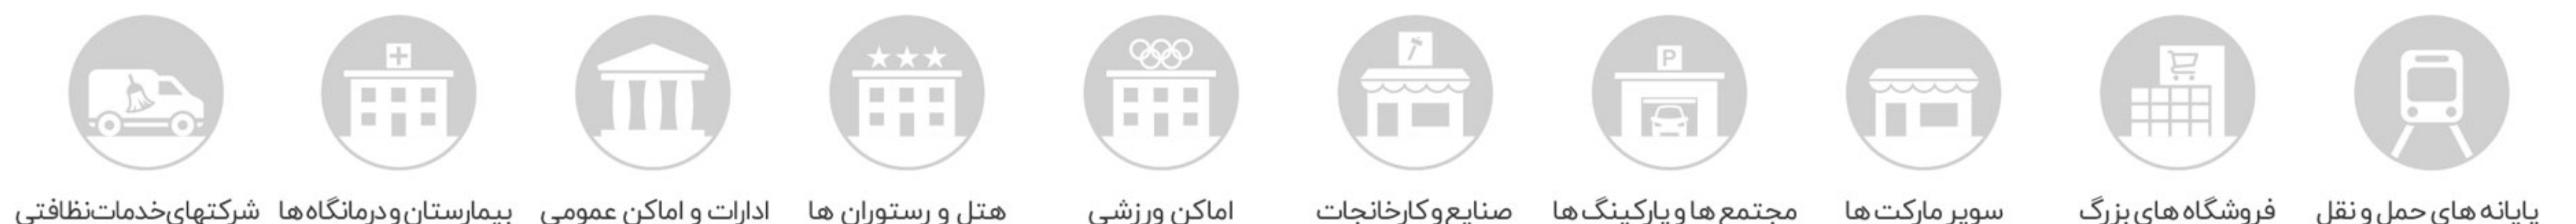 پایانه های حمل و نقل
فروشگاه های بزرگ
سوپر مارکت ها
P
مجتمع ها و پارکینگ ها
صنایع و کارخانجات
اماکن ورزشی
هتل و رستوران ها
ادارات و اماکن عمومی
بیمارستان و درمانگاه ها
شرکتهای خدمات نظافتی